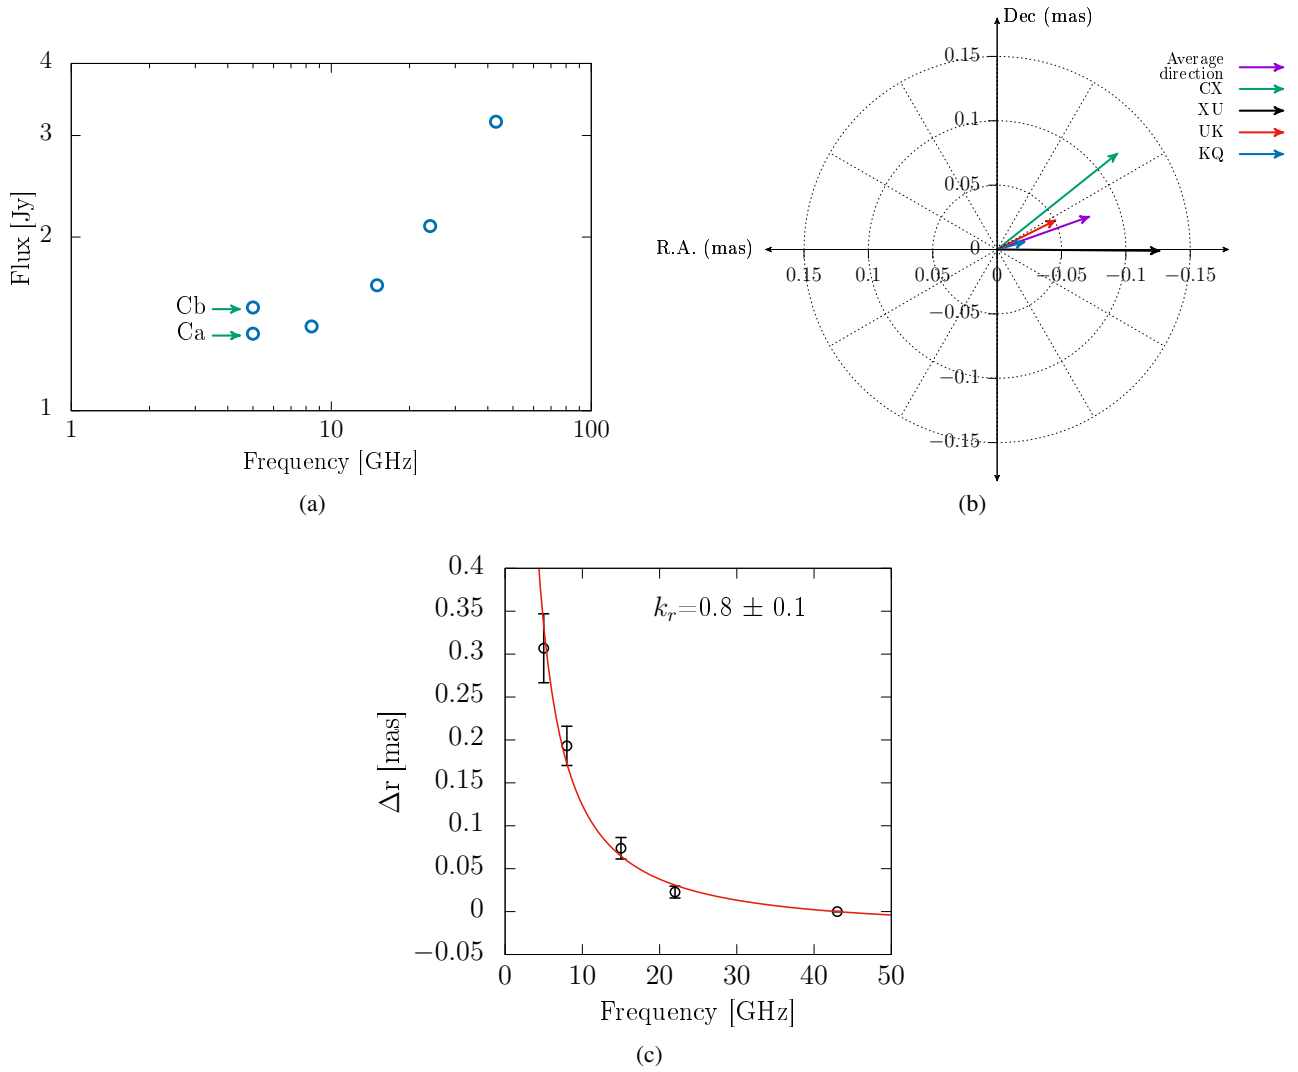 4
3
2
1
Flux [Jy]
Cb
Ca
1
10
100
Frequency [GHz]
(a)
Dec (mas)
0.15
0.1
0.05
0
−0.05
−0.1
−0.15
R.A. (mas)
0.15
0.1
0.05
0
−0.05
−0.1
−0.15
Average
direction
CX
XU
UK
KQ
(b)
0.4
0.35
0.3
0.25
0.2
0.15
0.1
0.05
0
−0.05
Δr [mas]
k_r=0.8 ± 0.1
0
10
20
30
40
50
Frequency [GHz]
(c)